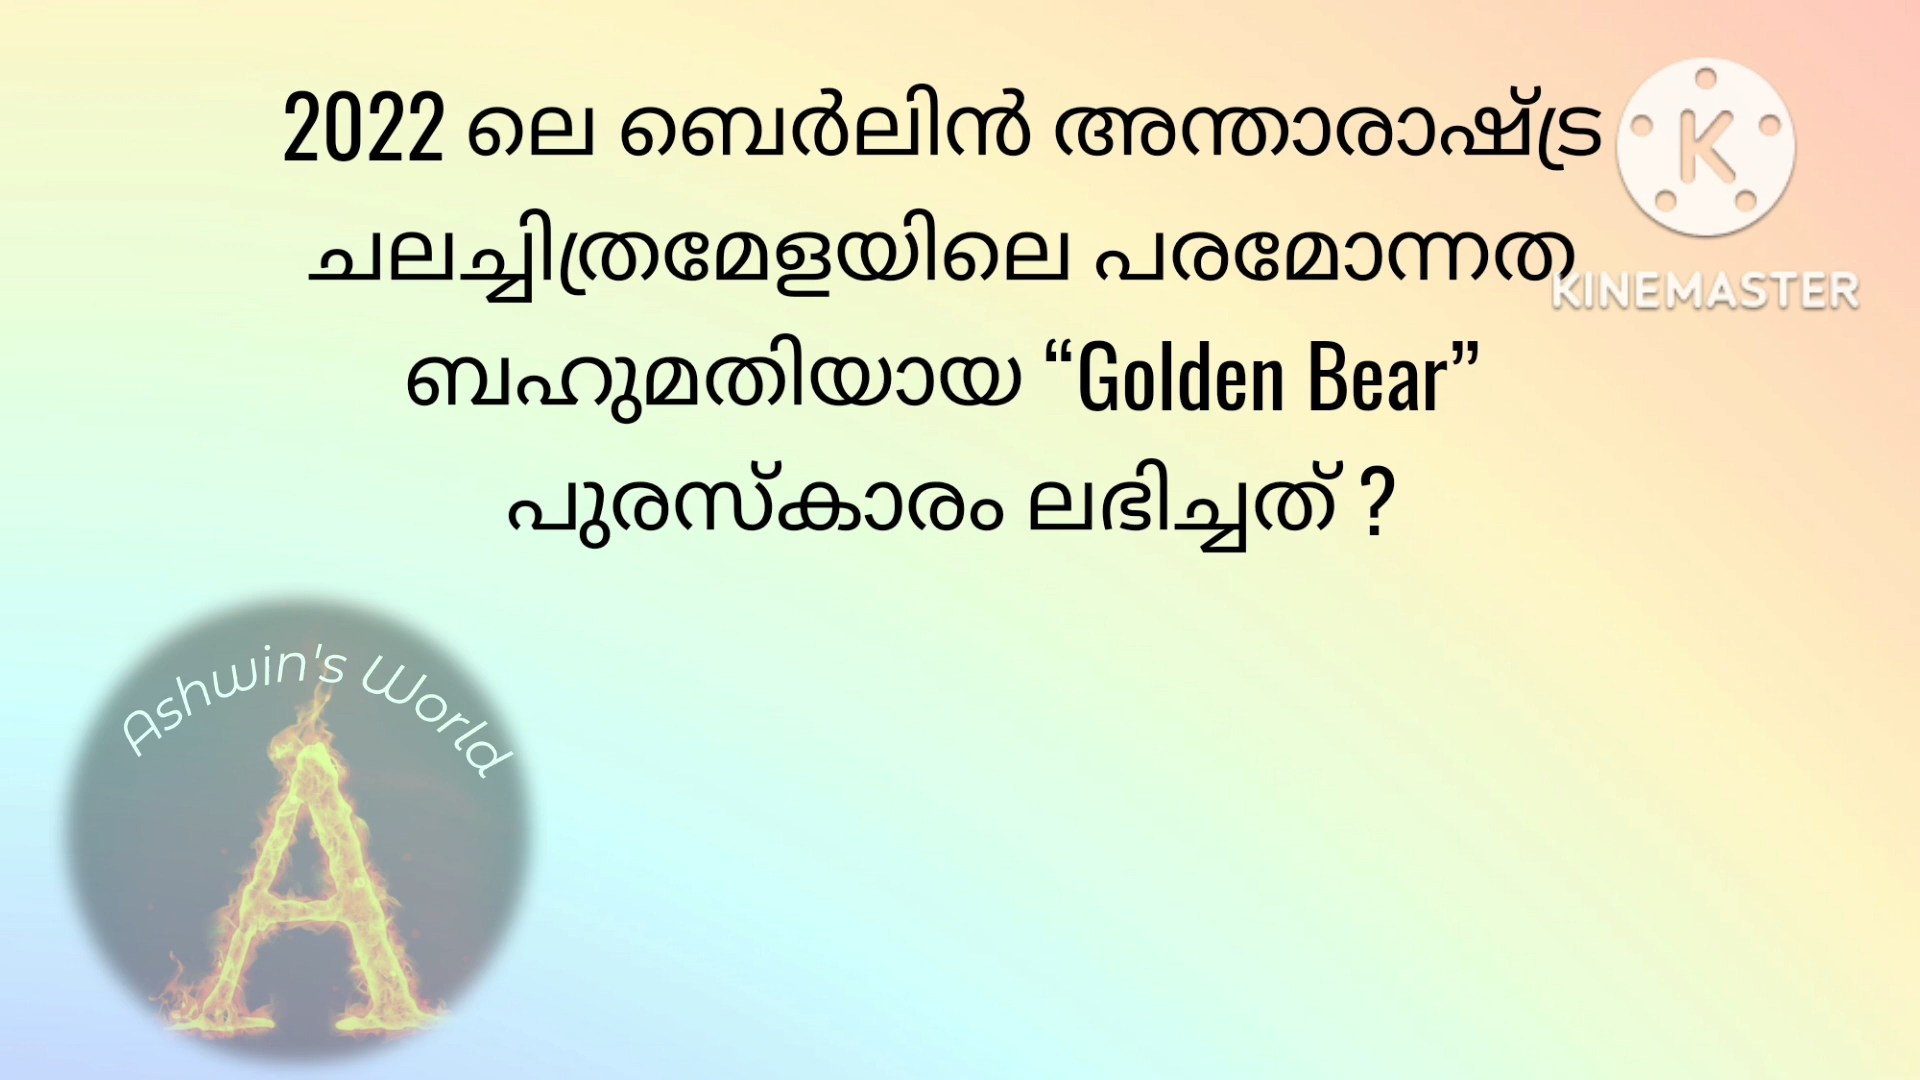 2022 ലെ ബെർലിൻ അന്താരാഷ്ട്ര
ചലച്ചിത്രമേളയിലെ പരമോന്നത
ബഹുമതിയായ “Golden Bear”
പുരസ്കാരം ലഭിച്ചത് ?
K
KINEMASTER
Ashwin's World
A